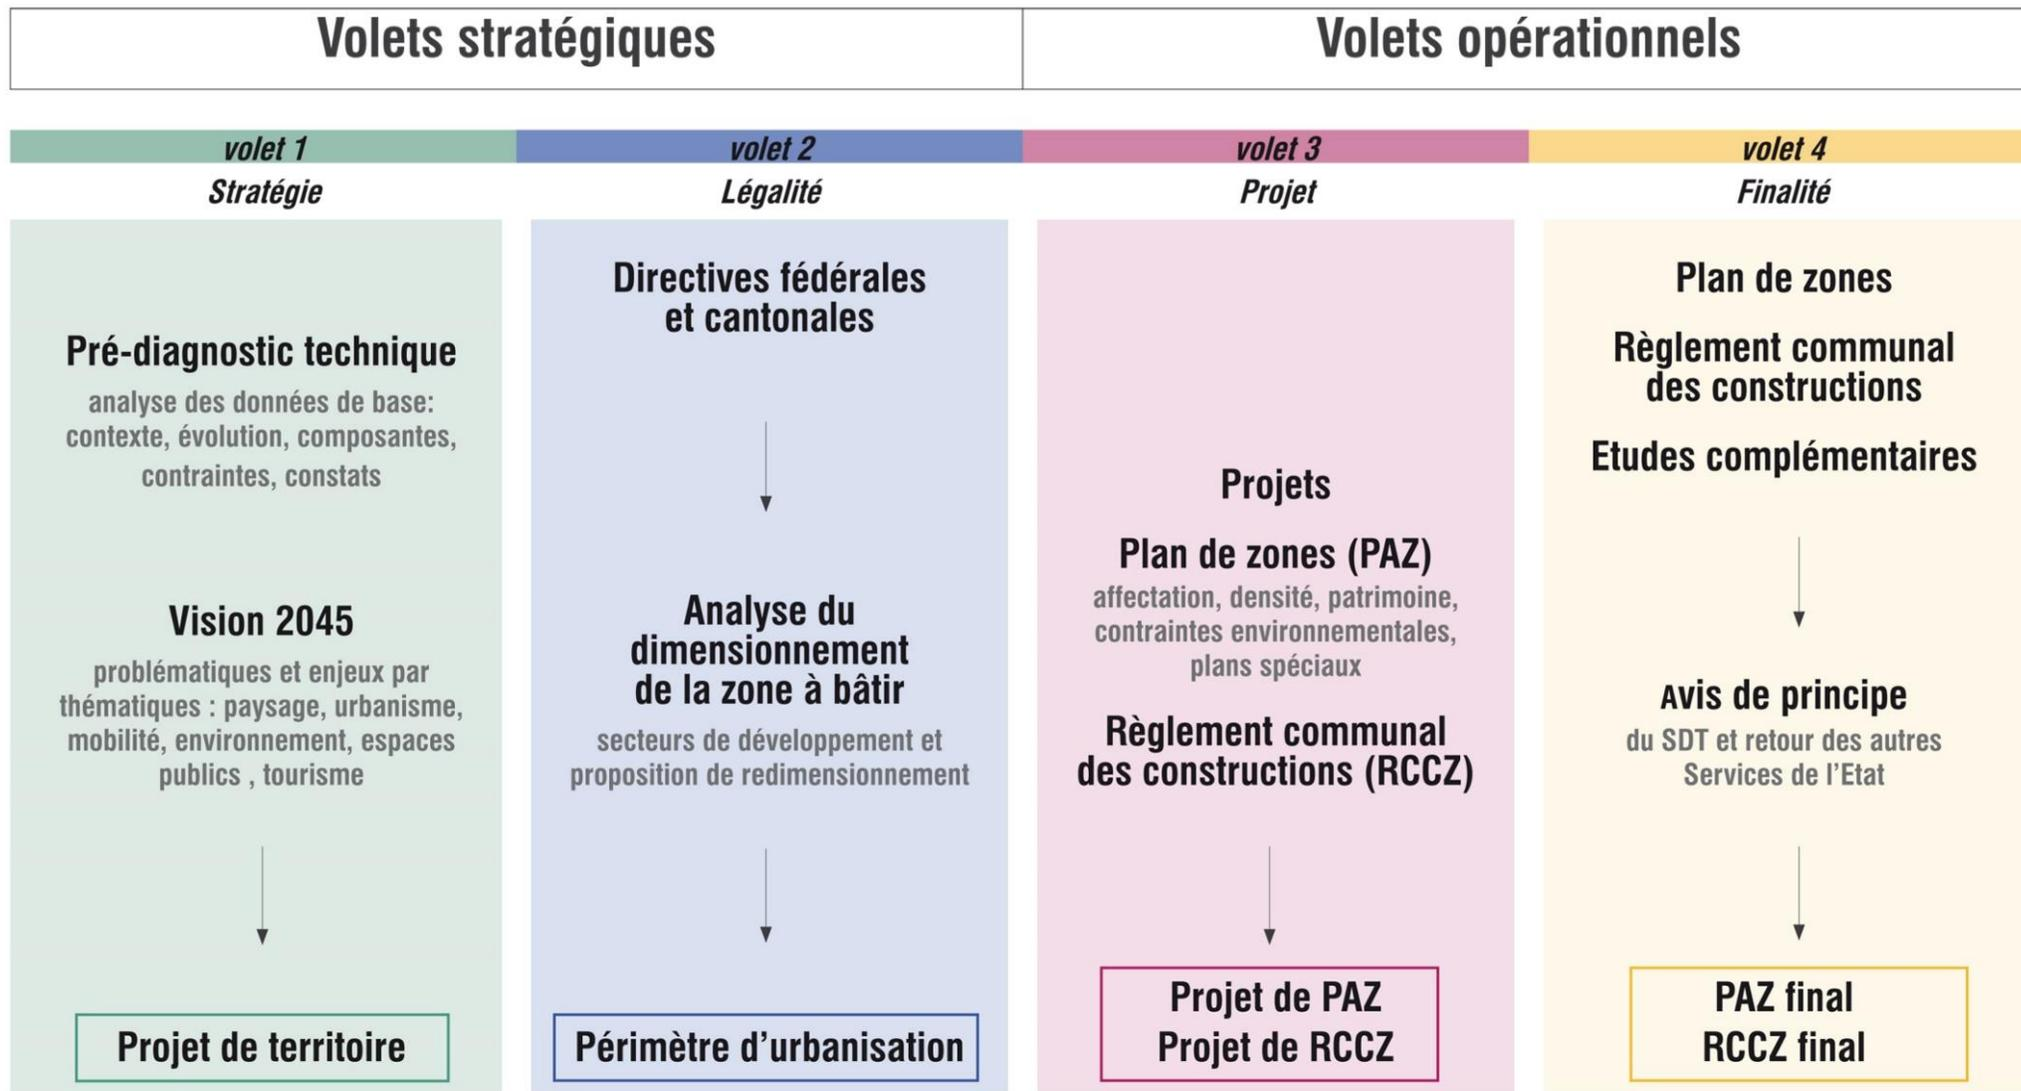 Volets stratégiques
Volets opérationnels
volet 1
volet 2
volet 3
volet 4
Stratégie
Légalité
Projet
Finalité
Pré-diagnostic technique
analyse des données de base:
contexte, évolution, composantes,
contraintes, constats
Vision 2045
problématiques et enjeux par
thématiques : paysage, urbanisme,
mobilité, environnement, espaces
publics , tourisme
Projet de territoire
Directives fédérales
et cantonales
Analyse du
dimensionnement
de la zone à bâtir
secteurs de développement et
proposition de redimensionnement
Périmètre d’urbanisation
Projets
Plan de zones (PAZ)
affectation, densité, patrimoine,
contraintes environnementales,
plans spéciaux
Règlement communal
des constructions (RCCZ)
Projet de PAZ
Projet de RCCZ
Plan de zones
Règlement communal
des constructions
Etudes complémentaires
Avis de principe
du SDT et retour des autres
Services de l’Etat
PAZ final
RCCZ final